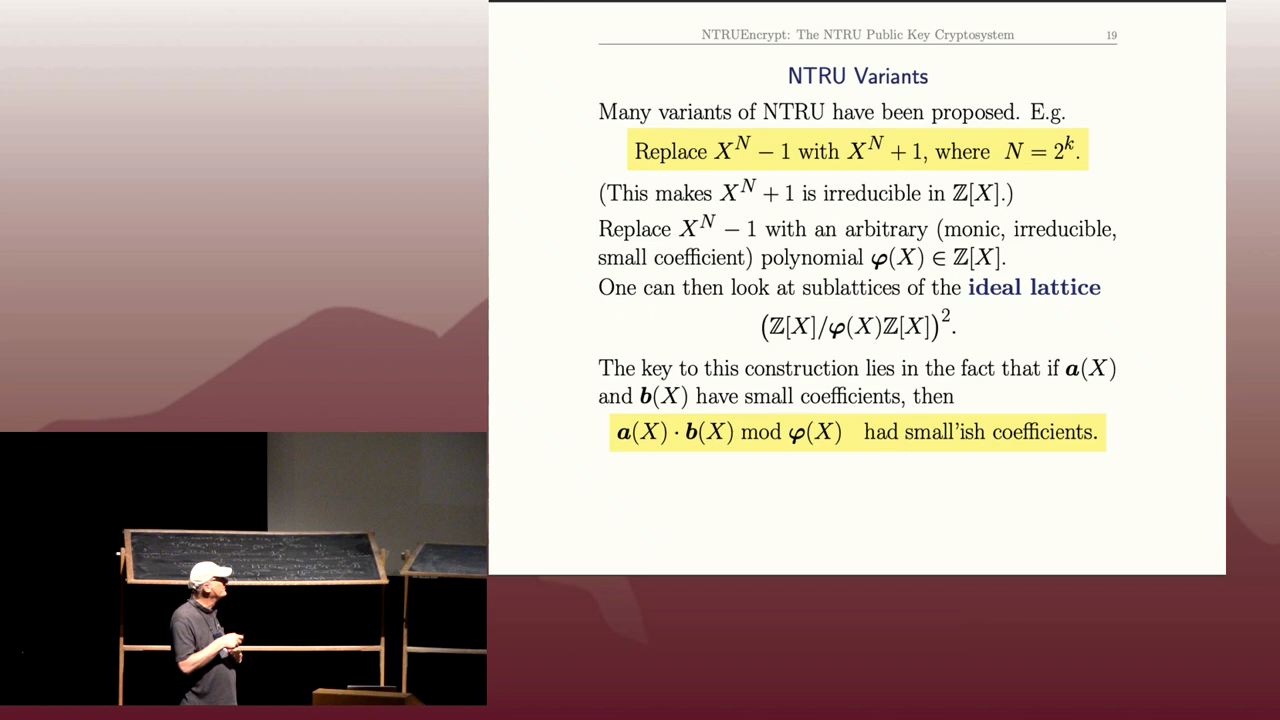 NTRUEncrypt: The NTRU Public Key Cryptosystem 19
NTRU Variants
Many variants of NTRU have been proposed. E.g.
Replace X^N − 1 with X^N + 1, where N = 2^k.
(This makes X^N + 1 is irreducible in ℤ[X].)
Replace X^N − 1 with an arbitrary (monic, irreducible,
small coefficient) polynomial φ(X) ∈ ℤ[X].
One can then look at sublattices of the ideal lattice
(ℤ[X]/φ(X)ℤ[X])^2.
The key to this construction lies in the fact that if a(X)
and b(X) have small coefficients, then
a(X) · b(X) mod φ(X) had small'ish coefficients.